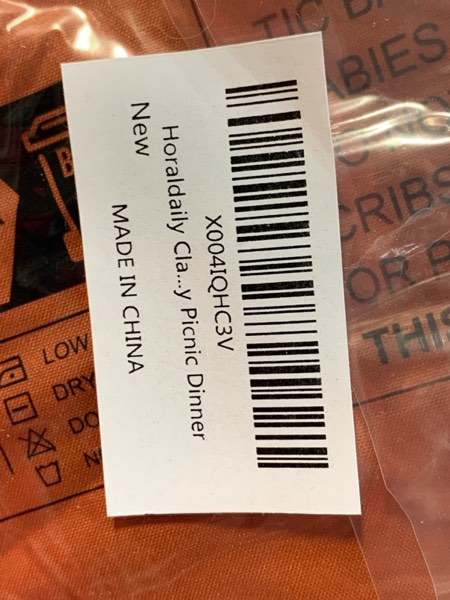 X004IQHC3V
Horaldaily Cla...y Picnic Dinner
New
MADE IN CHINA
LOW
DRY
DO
TIC
ABIES
CRIBS
OR
THIS